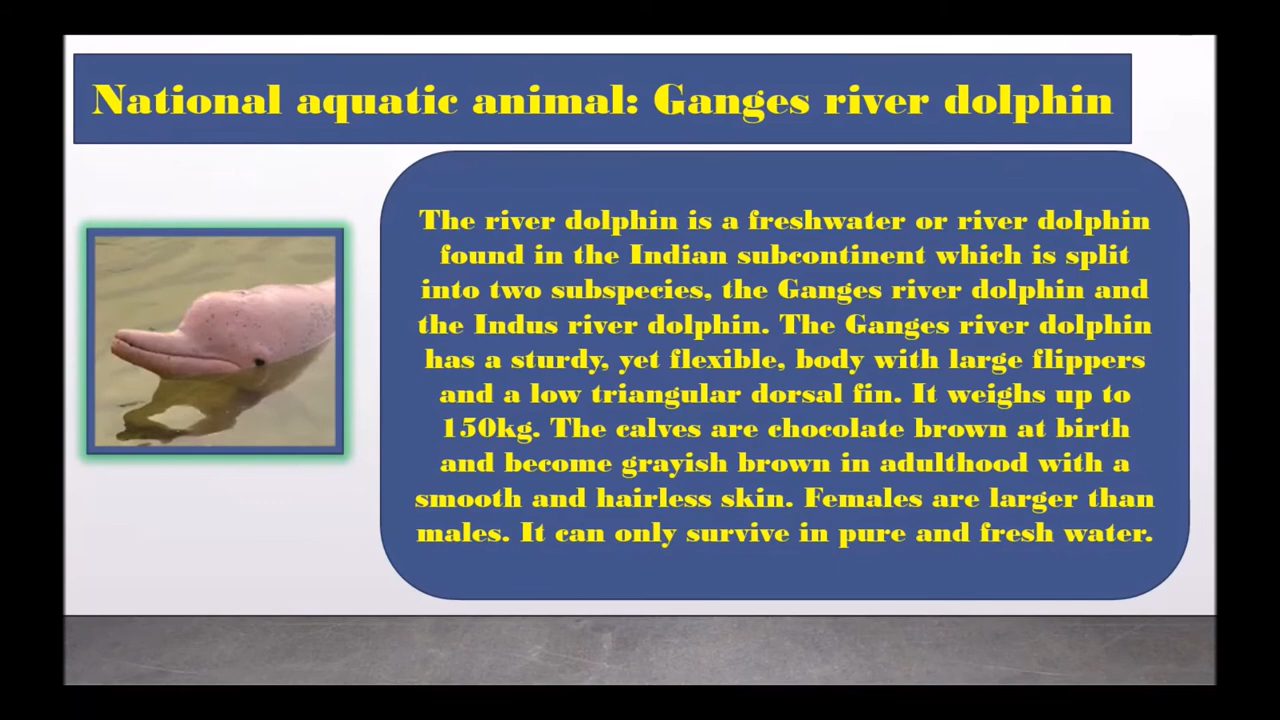 National aquatic animal: Ganges river dolphin
The river dolphin is a freshwater or river dolphin
found in the Indian subcontinent which is split
into two subspecies, the Ganges river dolphin and
the Indus river dolphin. The Ganges river dolphin
has a sturdy, yet flexible, body with large flippers
and a low triangular dorsal fin. It weighs up to
150kg. The calves are chocolate brown at birth
and become grayish brown in adulthood with a
smooth and hairless skin. Females are larger than
males. It can only survive in pure and fresh water.